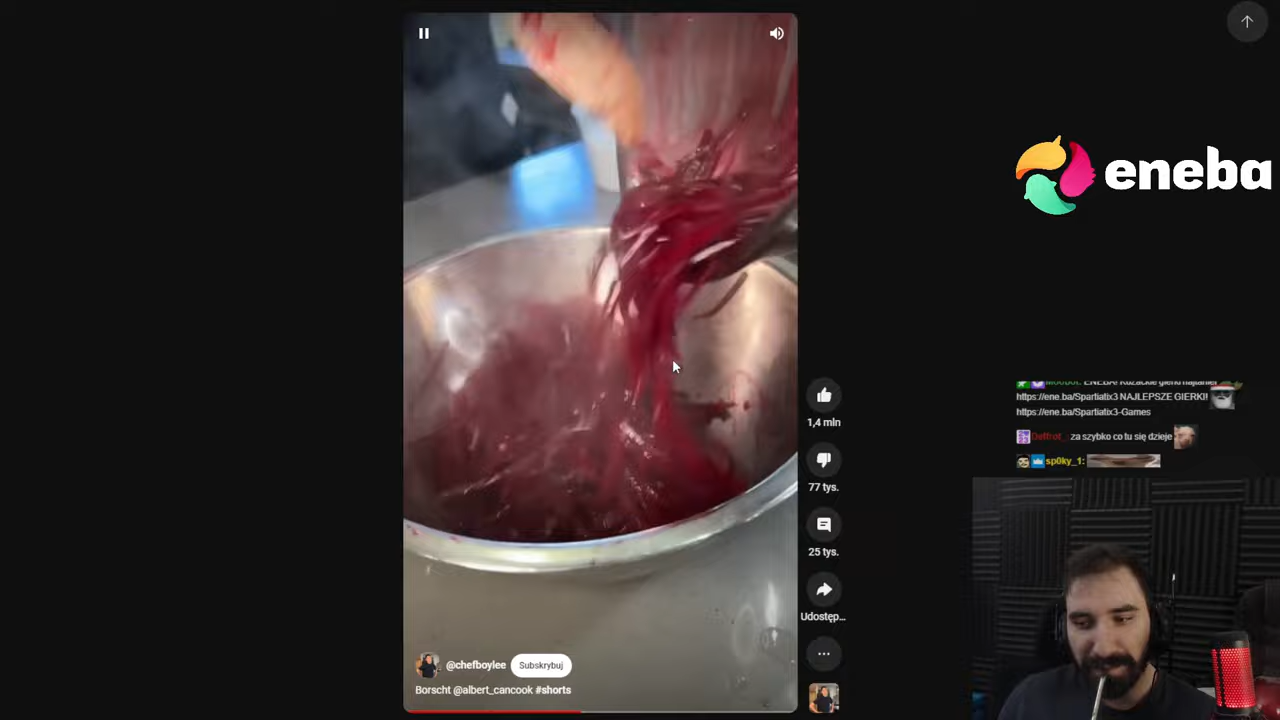 eneba
https://ene.ba/Spartiatix3 NAJLEPSZE GIERKI!
https://ene.ba/Spartiatix3-Games
za szybko co tu się dzieje
sp0ky_1:
1,4 mln
77 tys.
25 tys.
Udostęp...
@chefboylee Subskrybuj
Borscht @albert_cancook #shorts